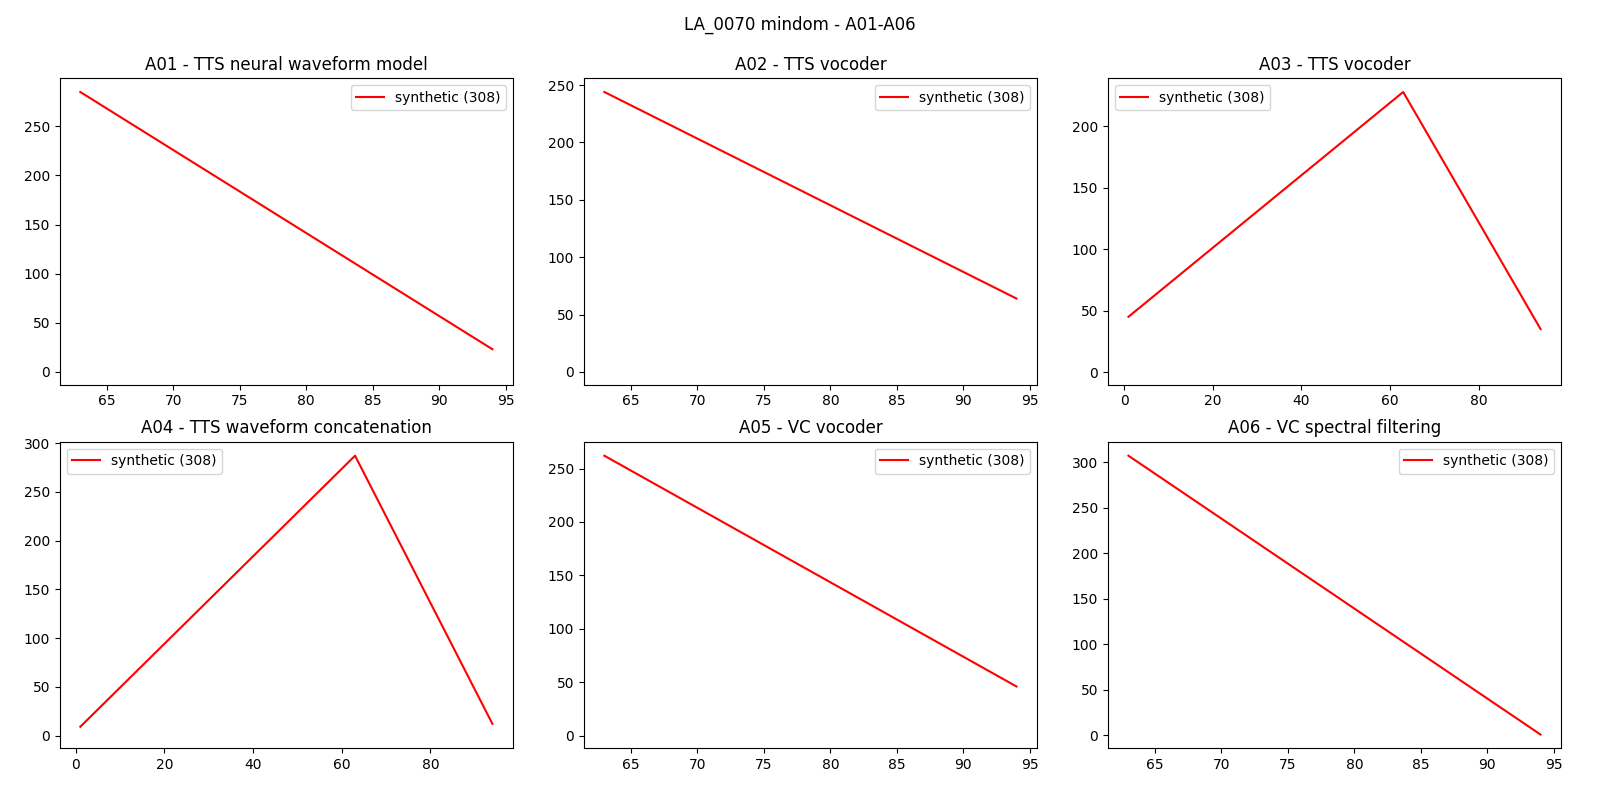 LA_0070 mindom - A01-A06
A01 - TTS neural waveform model
synthetic (308)
250
200
150
100
50
0
65 70 75 80 85 90 95
A02 - TTS vocoder
synthetic (308)
250
200
150
100
50
0
65 70 75 80 85 90 95
A03 - TTS vocoder
synthetic (308)
200
150
100
50
0
0 20 40 60 80
A04 - TTS waveform concatenation
synthetic (308)
300
250
200
150
100
50
0
0 20 40 60 80
A05 - VC vocoder
synthetic (308)
250
200
150
100
50
0
65 70 75 80 85 90 95
A06 - VC spectral filtering
synthetic (308)
300
250
200
150
100
50
0
65 70 75 80 85 90 95